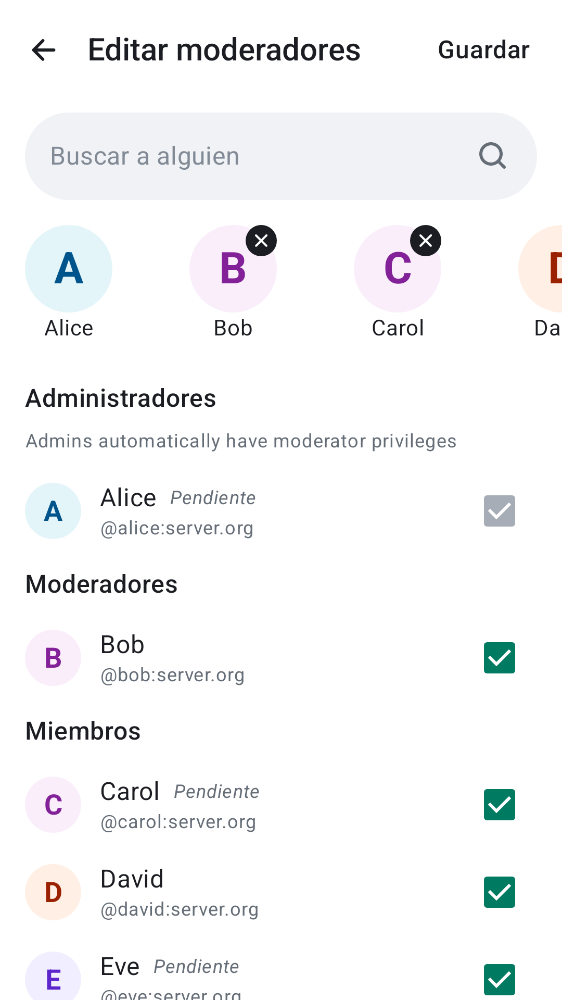 Editar moderadores Guardar
Buscar a alguien
A B C D
Alice Bob Carol Da
Administradores
Admins automatically have moderator privileges
A Alice Pendiente
@alice:server.org
Moderadores
B Bob
@bob:server.org
Miembros
C Carol Pendiente
@carol:server.org
D David
@david:server.org
E Eve Pendiente
@eve:server.org